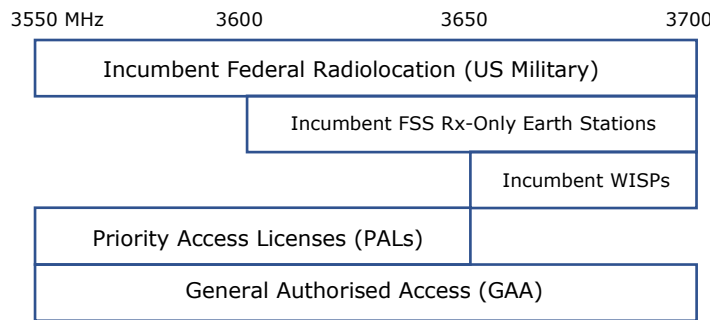 3550 MHz 3600 3650 3700
Incumbent Federal Radiolocation (US Military)
Incumbent FSS Rx-Only Earth Stations
Incumbent WISPs
Priority Access Licenses (PALs)
General Authorised Access (GAA)